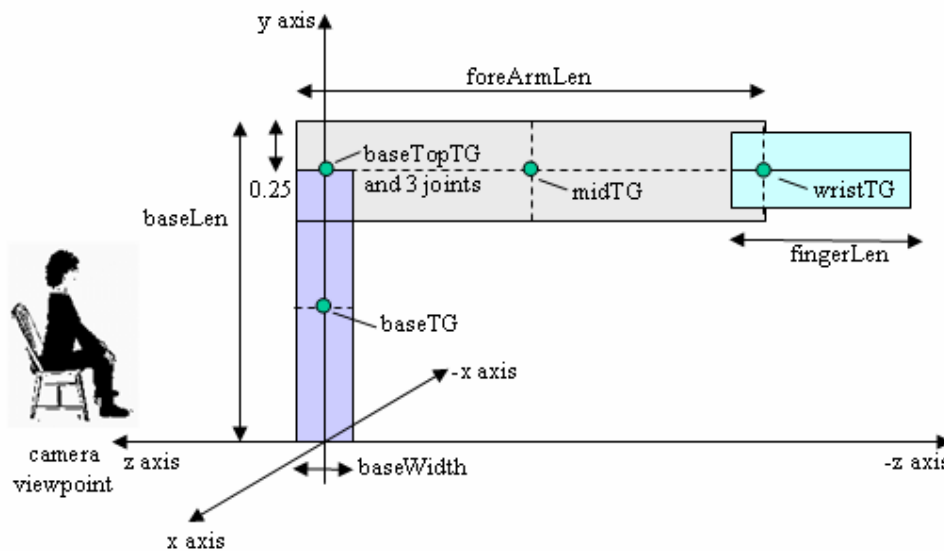 y axis
foreArmLen
baseTopTG
and 3 joints
0.25
midTG
wristTG
baseLen
fingerLen
baseTG
-x axis
camera
viewpoint
z axis
baseWidth
-z axis
x axis